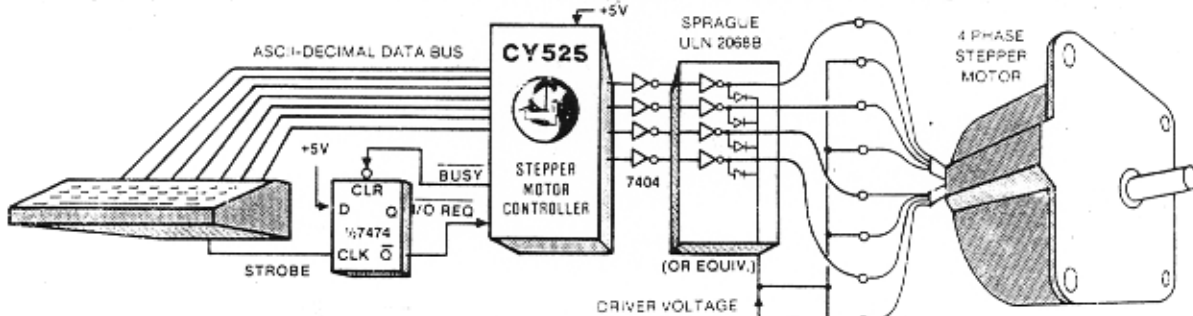 +5V
ASCII-DECIMAL DATA BUS
CY525
STEPPER
MOTOR
CONTROLLER
SPRAGUE
ULN 2068B
4 PHASE
STEPPER
MOTOR
+5V
BUSY
CLR
D Q
½7474
CLK Q
I/O REQ
STROBE
7404
(OR EQUIV.)
DRIVER VOLTAGE